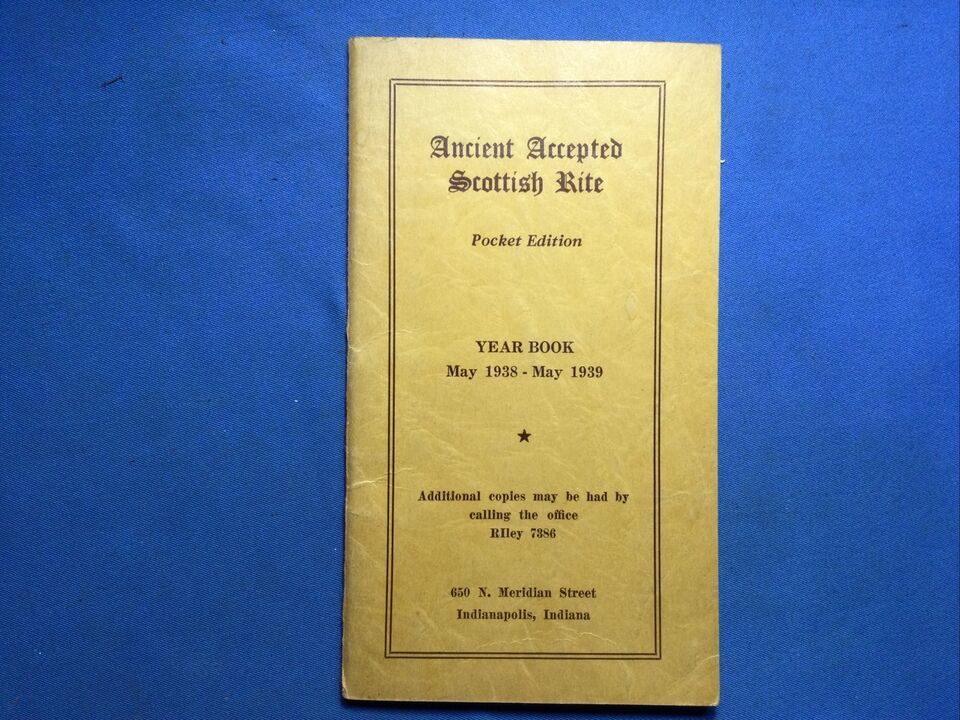 Ancient Accepted
Scottish Rite
Pocket Edition
YEAR BOOK
May 1938 - May 1939
Additional copies may be had by
calling the office
RIley 7386
650 N. Meridian Street
Indianapolis, Indiana